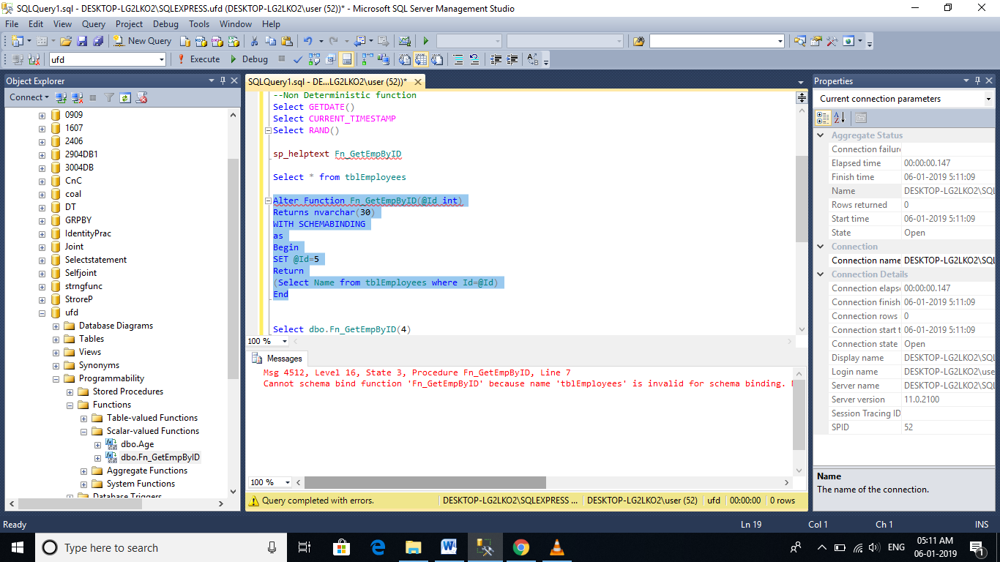 SQLQuery1.sql - DESKTOP-LG2LKO2\SQLEXPRESS.ufd (DESKTOP-LG2LKO2\user (52))* - Microsoft SQL Server Management Studio
File Edit View Query Project Debug Tools Window Help
New Query
ufd Execute Debug
Object Explorer
Connect
0909
1607
2406
2904DB1
3004DB
CnC
coal
DT
GRPBY
IdentityPrac
Joint
Selectstatement
Selfjoint
strngfunc
StroreP
ufd
Database Diagrams
Tables
Views
Synonyms
Programmability
Stored Procedures
Functions
Table-valued Functions
Scalar-valued Functions
dbo.Age
dbo.Fn_GetEmpByID
Aggregate Functions
System Functions
Database Triggers
SQLQuery1.sql - DE...LG2LKO2\user (52))*
--Non Deterministic function
Select GETDATE()
Select CURRENT_TIMESTAMP
Select RAND()
sp_helptext Fn_GetEmpByID
Select * from tblEmployees
Alter Function Fn_GetEmpByID(@Id int)
Returns nvarchar(30)
WITH SCHEMABINDING
as
Begin
SET @Id=5
Return
(Select Name from tblEmployees where Id=@Id)
End
Select dbo.Fn_GetEmpByID(4)
100 %
Messages
Msg 4512, Level 16, State 3, Procedure Fn_GetEmpByID, Line 7
Cannot schema bind function 'Fn_GetEmpByID' because name 'tblEmployees' is invalid for schema binding.
100 %
Query completed with errors. DESKTOP-LG2LKO2\SQLEXPRESS ... DESKTOP-LG2LKO2\user (52) ufd 00:00:00 0 rows
Properties
Current connection parameters
Aggregate Status
Connection failure
Elapsed time 00:00:00.147
Finish time 06-01-2019 5:11:09
Name DESKTOP-LG2LKO2\SQL
Rows returned 0
Start time 06-01-2019 5:11:09
State Open
Connection
Connection name DESKTOP-LG2LKO2\SQL
Connection Details
Connection elaps 00:00:00.147
Connection finish 06-01-2019 5:11:09
Connection rows 0
Connection start t 06-01-2019 5:11:09
Connection state Open
Display name DESKTOP-LG2LKO2\SQL
Login name DESKTOP-LG2LKO2\use
Server name DESKTOP-LG2LKO2\SQL
Server version 11.0.2100
Session Tracing ID
SPID 52
Name
The name of the connection.
Ready Ln 19 Col 1 Ch 1 INS
Type here to search
ENG
05:11 AM
06-01-2019
1